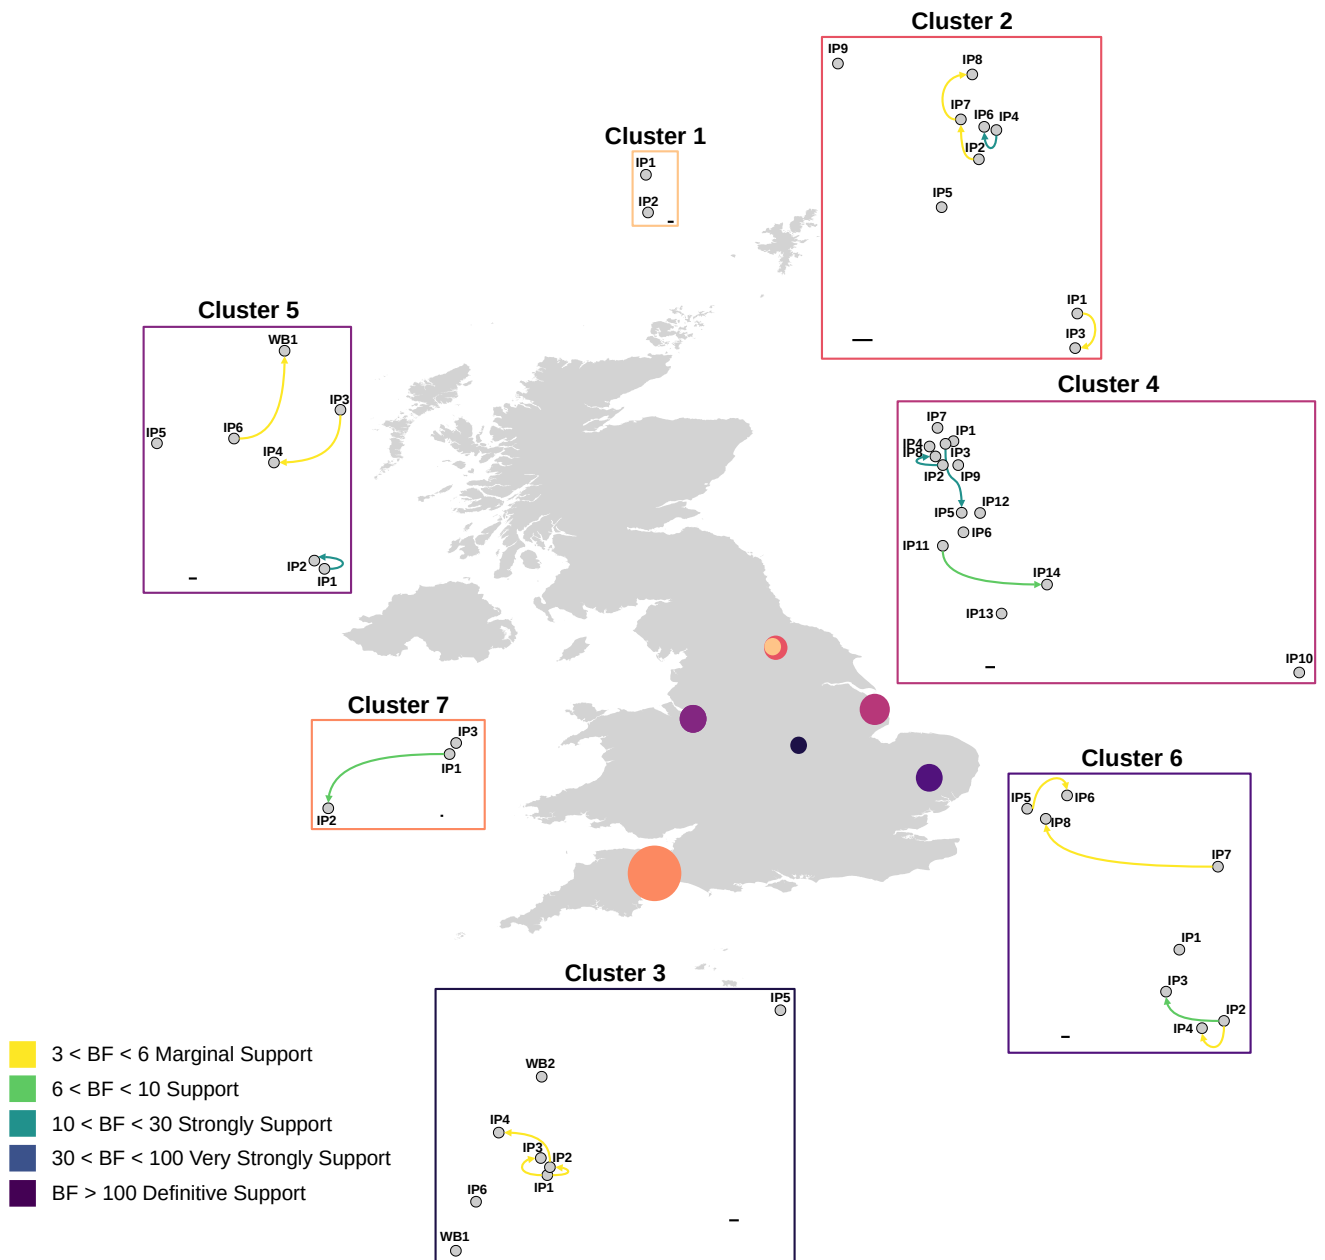 Cluster 2
IP9
IP8
IP7
IP6
IP4
IP2
IP5
IP1
IP3
Cluster 1
IP1
IP2
Cluster 5
WB1
IP3
IP5
IP6
IP4
IP2
IP1
Cluster 4
IP7
IP1
IP4
IP8
IP3
IP2
IP9
IP5
IP12
IP6
IP11
IP14
IP13
IP10
Cluster 7
IP3
IP1
IP2
Cluster 6
IP5
IP6
IP8
IP7
IP1
IP3
IP2
IP4
Cluster 3
IP5
WB2
IP4
IP3
IP2
IP1
IP6
WB1
3 < BF < 6 Marginal Support
6 < BF < 10 Support
10 < BF < 30 Strongly Support
30 < BF < 100 Very Strongly Support
BF > 100 Definitive Support